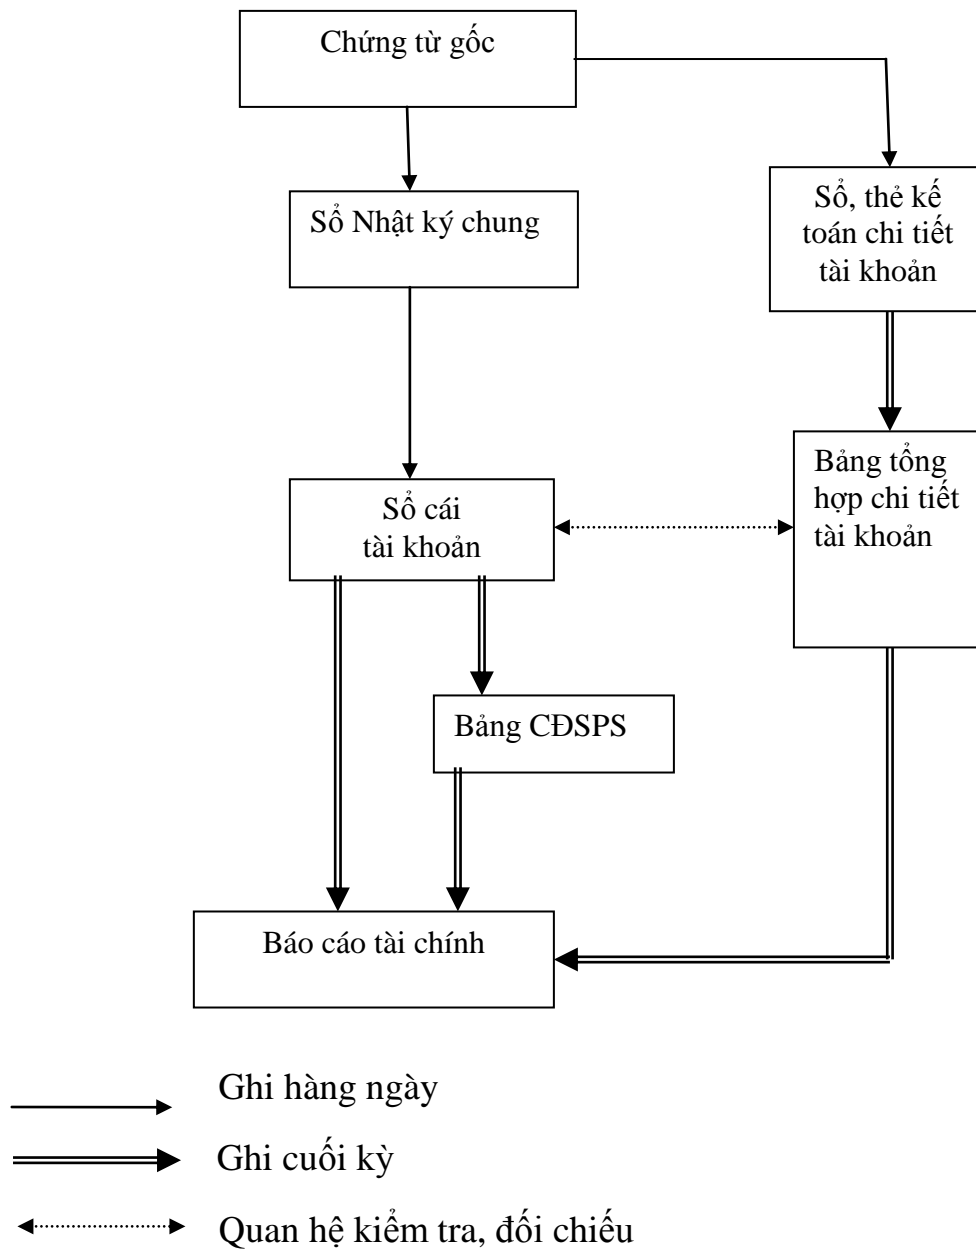 Chứng từ gốc
Sổ Nhật ký chung
Sổ, thẻ kế
toán chi tiết
tài khoản
Sổ cái
tài khoản
Bảng tổng
hợp chi tiết
tài khoản
Bảng CĐSPS
Báo cáo tài chính
Ghi hàng ngày
Ghi cuối kỳ
Quan hệ kiểm tra, đối chiếu